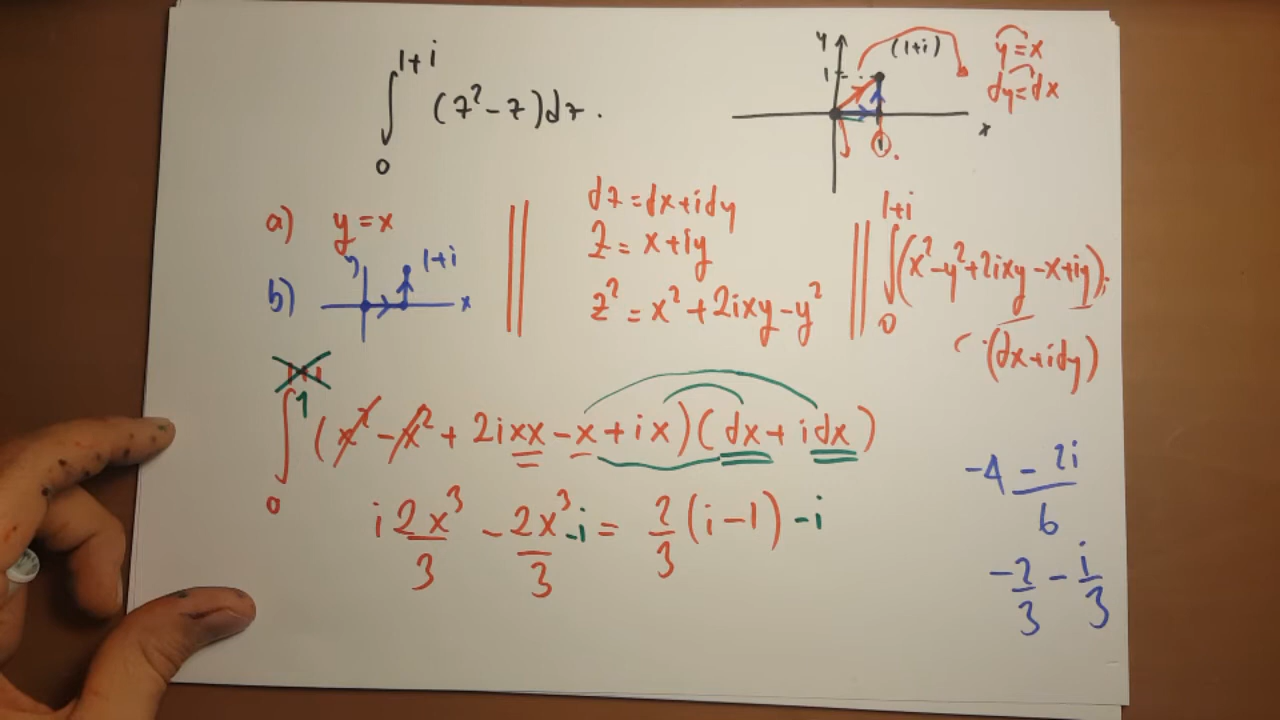 ∫₀^{1+i} (z² - z)dz.
y
(1+i)
1
x
1
y = x
dy = dx
a) y = x
b) y 1+i x
dz = dx + idy
z = x + iy
z² = x² + 2ixy - y²
∫₀^{1+i} (x² - y² + 2ixy - x + iy).
(dx + idy)
∫₀^1 (x² - x² + 2ixx - x + ix)(dx + idx)
i 2x³/3 - 2x³/3 - i = 2/3 (i - 1) - i
-4 - 2i / 6
-2/3 - i/3